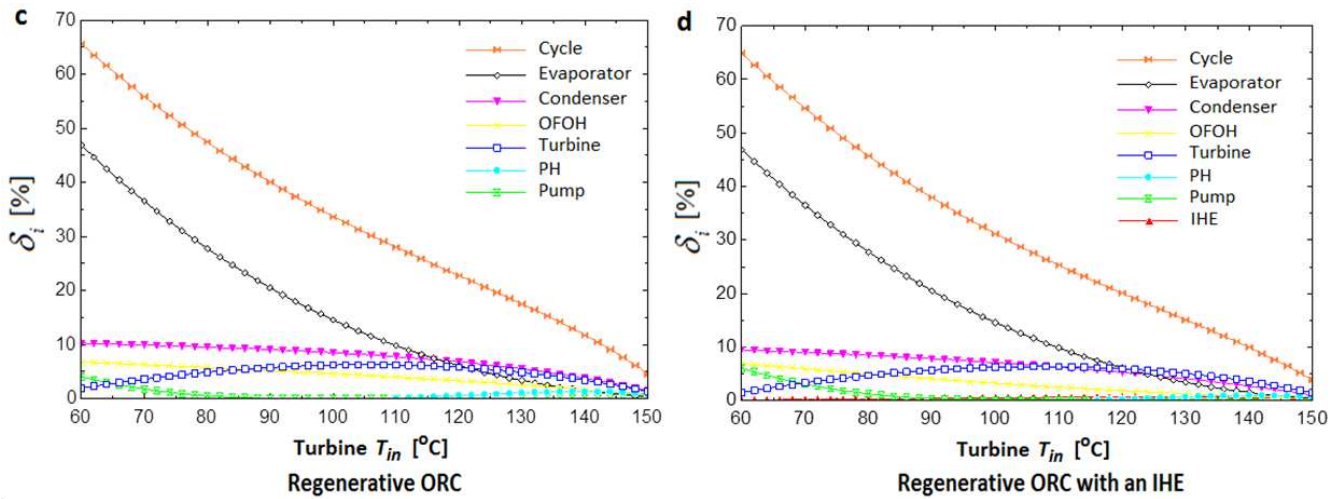 c
δi [%]
70
60
50
40
30
20
10
0
Cycle
Evaporator
Condenser
OFOH
Turbine
PH
Pump
60 70 80 90 100 110 120 130 140 150
Turbine Tin [oC]
Regenerative ORC
d
δi [%]
70
60
50
40
30
20
10
0
Cycle
Evaporator
Condenser
OFOH
Turbine
PH
Pump
IHE
60 70 80 90 100 110 120 130 140 150
Turbine Tin [oC]
Regenerative ORC with an IHE